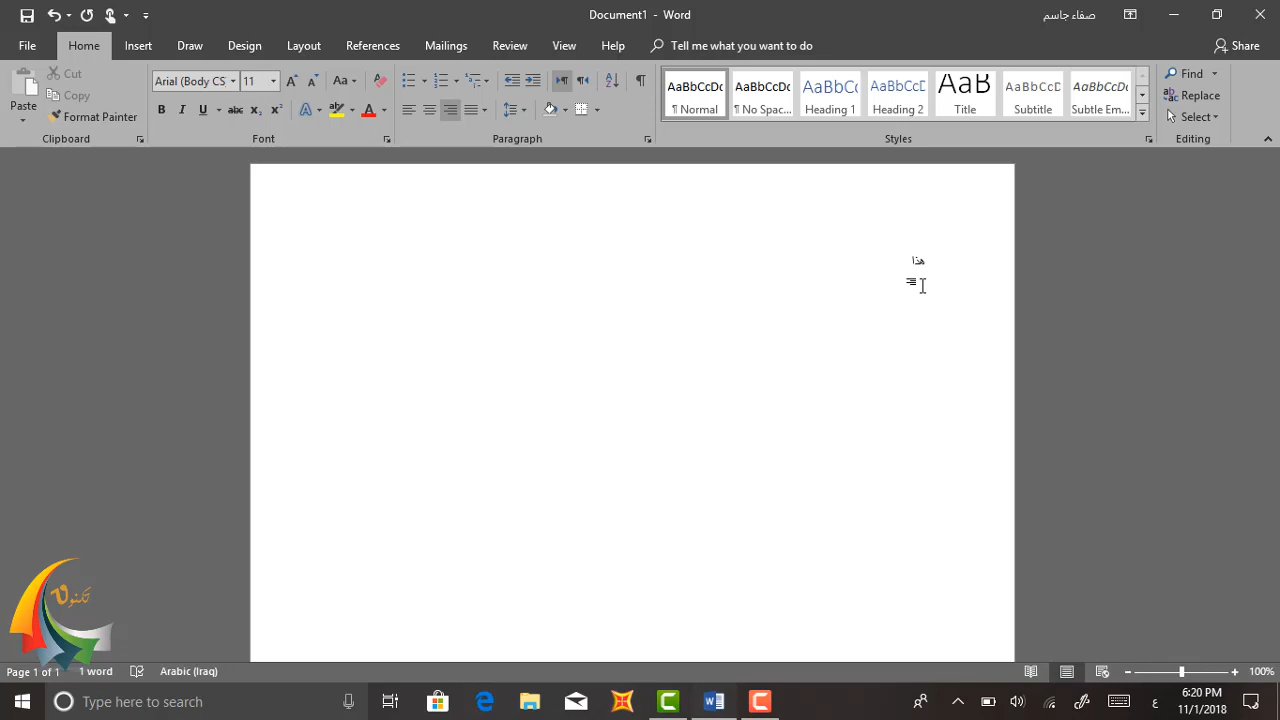 Document1 - Word
صفاء جاسم
File Home Insert Draw Design Layout References Mailings Review View Help Tell me what you want to do Share
Paste
Cut
Copy
Format Painter
Clipboard
Arial (Body CS 11
Font
Paragraph
AaBbCcDc AaBbCcDc AaBbCc AaBbCcD AaB AaBbCcD AaBbCcDc
¶ Normal ¶ No Spac... Heading 1 Heading 2 Title Subtitle Subtle Em...
Styles
Find
Replace
Select
Editing
هذا
تكنو
Page 1 of 1 1 word Arabic (Iraq) 100%
Type here to search
ع
6:20 PM
11/1/2018